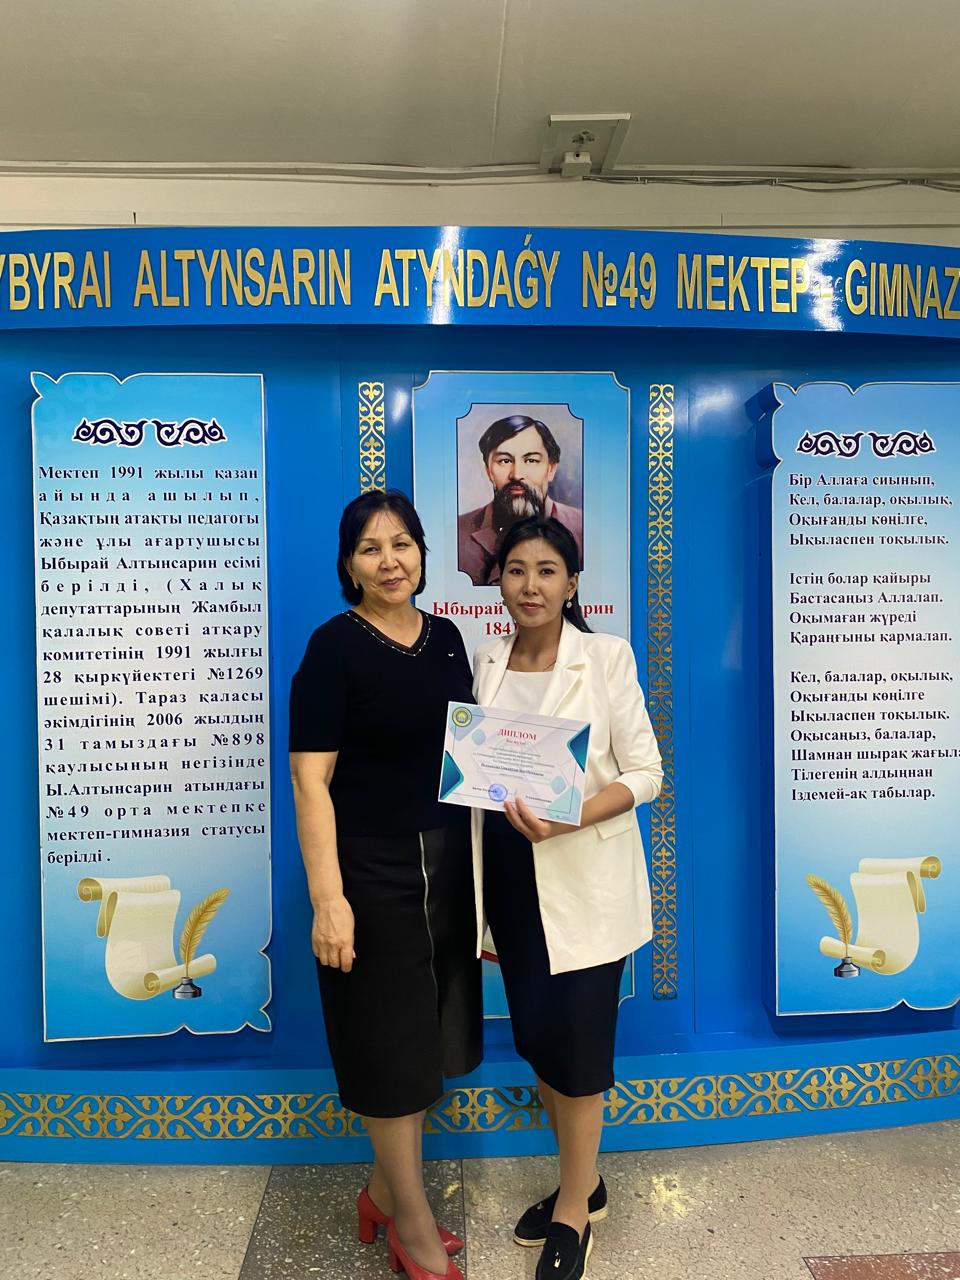 YBYRAI ALTYNSARIN ATYNDAǴY №49 MEKTEP - GIMNAZ
Мектеп 1991 жылы қазан
айында ашылып,
Қазақтың атақты педагогы
және ұлы ағартушысы
Ыбырай Алтынсарин есімі
берілді, (Халық
депутаттарының Жамбыл
қалалық советі атқару
комитетінің 1991 жылғы
28 қыркүйектегі №1269
шешімі). Тараз қаласы
әкімдігінің 2006 жылдың
31 тамыздағы №898
қаулысының негізінде
Ы.Алтынсарин атындағы
№49 орта мектепке
мектеп-гимназия статусы
берілді .
Ыбырай арин
184
ДИПЛОМ
Бір Аллаға сиынып,
Кел, балалар, оқылық,
Оқығанды көңілге,
Ықыласпен тоқылық.
Істің болар қайыры
Бастасаңыз Аллалап.
Оқымаған жүреді
Қараңғыны қармалап.
Кел, балалар, оқылық,
Оқығанды көңілге
Ықыласпен тоқылық.
Оқысаңыз, балалар,
Шамнан шырақ жағыла
Тілегенің алдыңнан
Іздемей-ақ табылар.